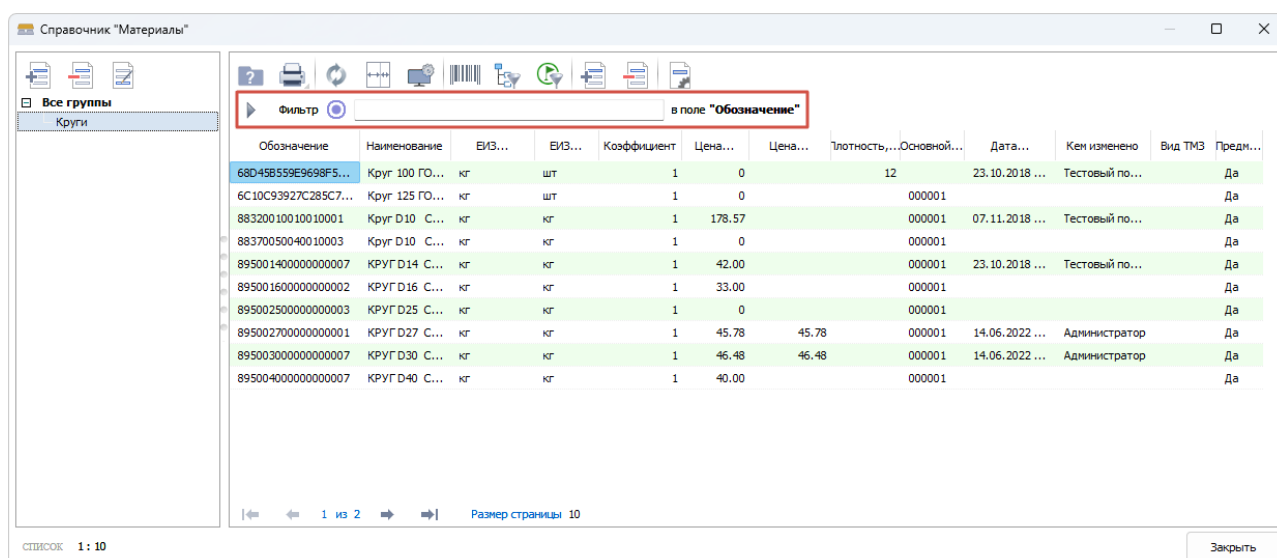 Справочник "Материалы"
Все группы
Круги
Фильтр в поле "Обозначение"
Обозначение Наименование ЕИЗ... ЕИЗ... Коэффициент Цена... Цена... Плотность,... Основной... Дата... Кем изменено Вид ТМЗ Предм...
68D45B559E9698F5... Круг 100 ГО... кг шт 1 0 12 23.10.2018 ... Тестовый по... Да
6C10C93927C285C7... Круг 125 ГО... кг шт 1 0 000001 Да
88320010010010001 Круг D10 С... кг кг 1 178.57 000001 07.11.2018 ... Тестовый по... Да
88370050040010003 Круг D10 С... кг кг 1 0 000001 Да
895001400000000007 КРУГ D14 С... кг кг 1 42.00 000001 23.10.2018 ... Тестовый по... Да
895001600000000002 КРУГ D16 С... кг кг 1 33.00 000001 Да
895002500000000003 КРУГ D25 С... кг кг 1 0 000001 Да
895002700000000001 КРУГ D27 С... кг кг 1 45.78 45.78 000001 14.06.2022 ... Администратор Да
895003000000000007 КРУГ D30 С... кг кг 1 46.48 46.48 000001 14.06.2022 ... Администратор Да
895004000000000007 КРУГ D40 С... кг кг 1 40.00 000001 Да
1 из 2 Размер страницы 10
СПИСОК 1 : 10
Закрыть